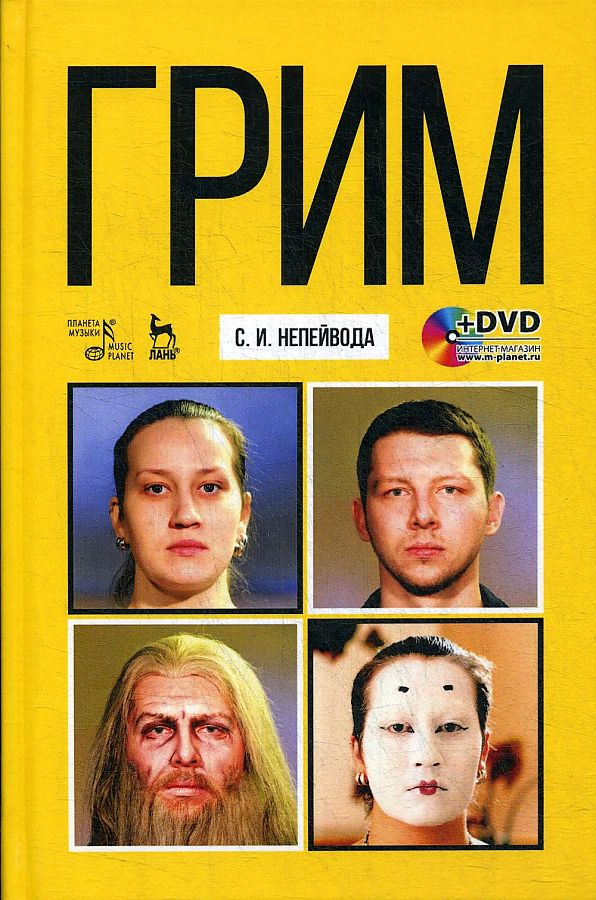 ГРИМ
ПЛАНЕТА
МУЗЫКИ
MUSIC
PLANET
ЛАНЬ
С. И. НЕПЕЙВОДА
+DVD
ИНТЕРНЕТ-МАГАЗИН
www.m-planet.ru